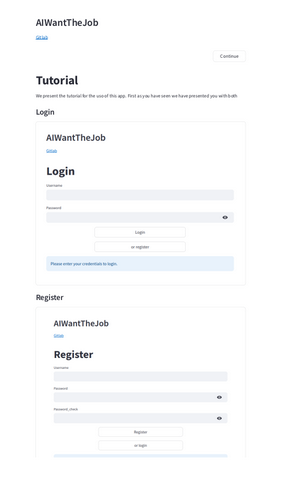 AIWantTheJob
GitHub
Continue
Tutorial
We present the tutorial for the use of this app. First as you have seen we have presented you with both
Login
AIWantTheJob
GitHub
Login
Username
Password
Login
or register
Please enter your credentials to login.
Register
AIWantTheJob
GitHub
Register
Username
Password
Password check
Register
or login